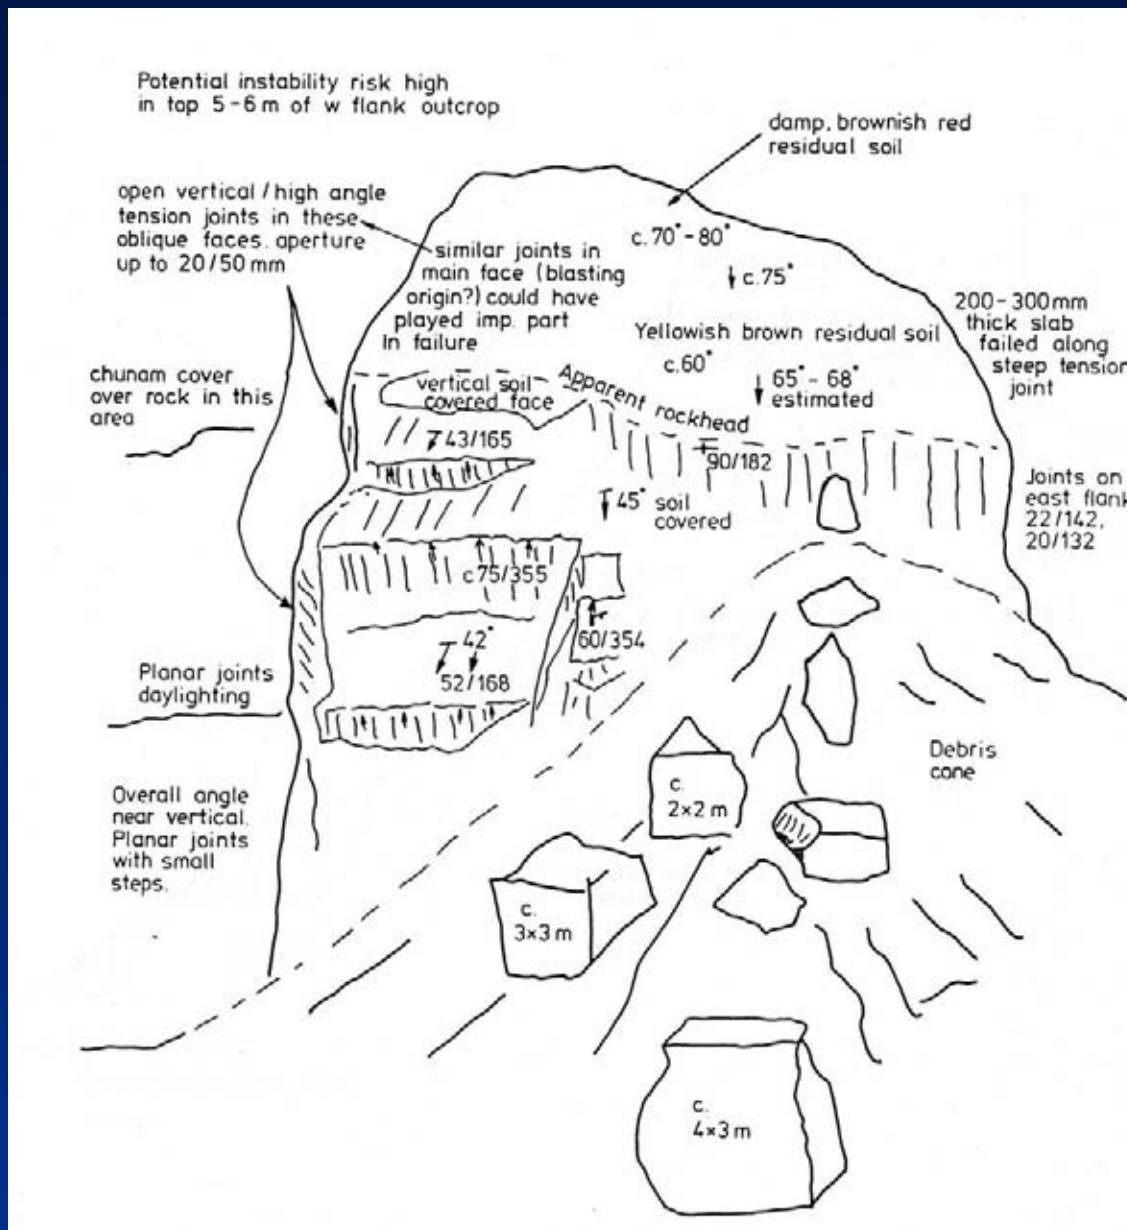 Potential instability risk high
in top 5-6 m of w flank outcrop
damp, brownish red
residual soil
open vertical / high angle
tension joints in these
oblique faces. aperture
up to 20/50 mm
similar joints in
main face (blasting
origin?) could have
played imp. part
In failure
c.70°-80°
c.75°
200-300mm
thick slab
failed along
steep tension
joint
Yellowish brown residual soil
c.60°
65°-68°
estimated
chunam cover
over rock in this
area
vertical soil
covered face
Apparent rockhead
43/165
90/182
45° soil
covered
Joints on
east flank
22/142,
20/132
c75/355
42°
52/168
60/354
Planar joints
daylighting
Debris
cone
Overall angle
near vertical.
Planar joints
with small
steps.
c.
2×2 m
c.
3×3 m
c.
4×3 m